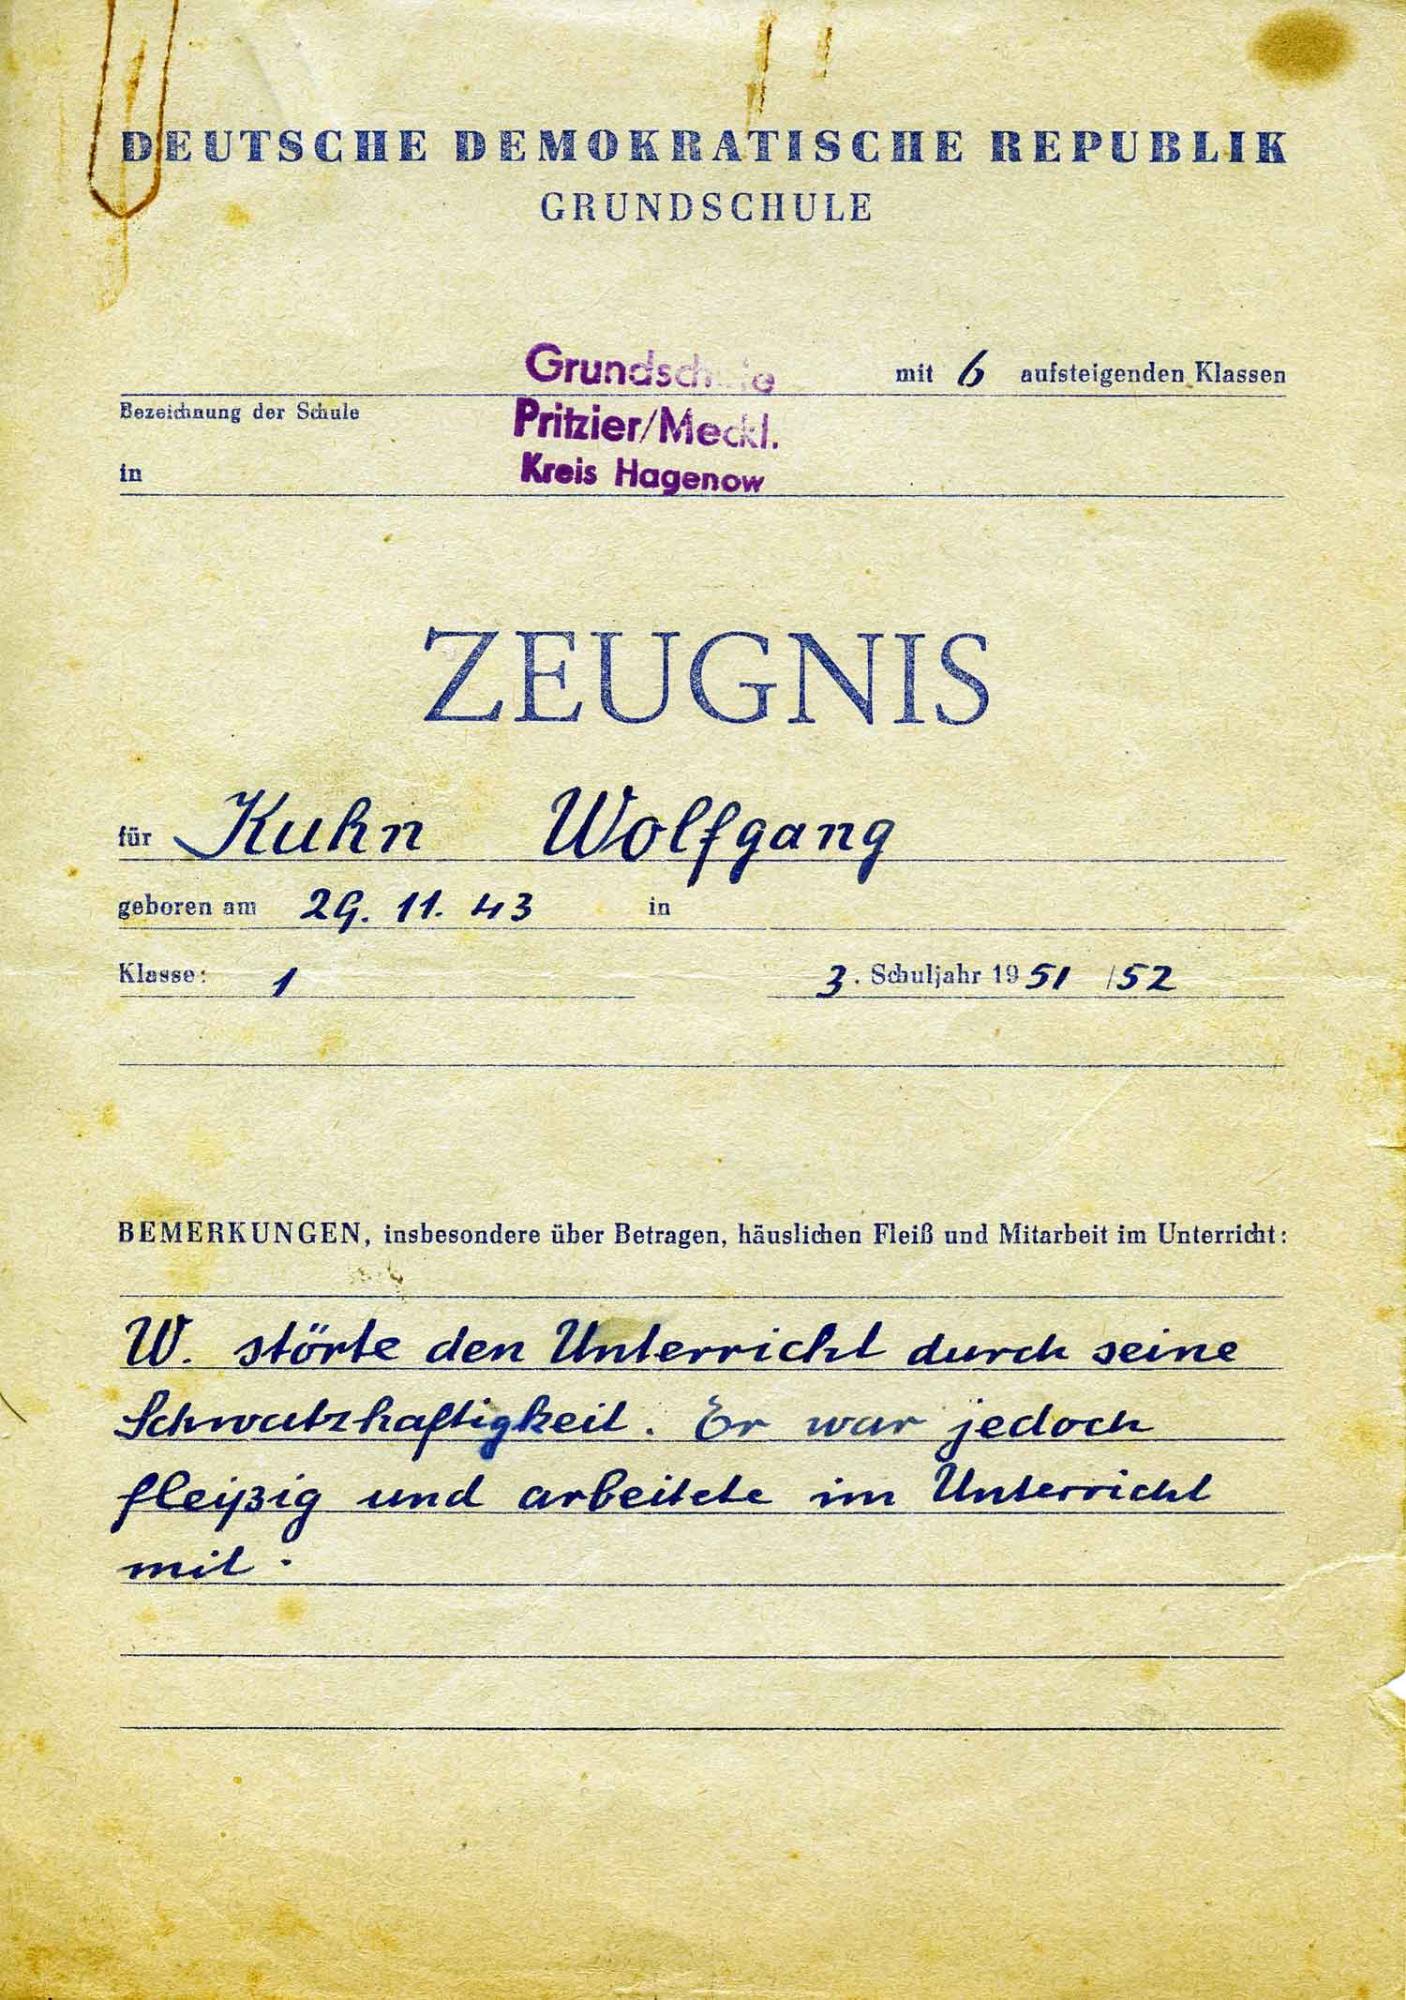 DEUTSCHE DEMOKRATISCHE REPUBLIK
GRUNDSCHULE
Grundschule mit 6 aufsteigenden Klassen
Bezeichnung der Schule Pritzier/Meckl.
in Kreis Hagenow
ZEUGNIS
für Kuhn Wolfgang
geboren am 29. 11. 43 in
Klasse: 1 3. Schuljahr 1951/52
BEMERKUNGEN, insbesondere über Betragen, häuslichen Fleiß und Mitarbeit im Unterricht:
W. störte den Unterricht durch seine
Schwatzhaftigkeit. Er war jedoch
fleißig und arbeitete im Unterricht
mit.